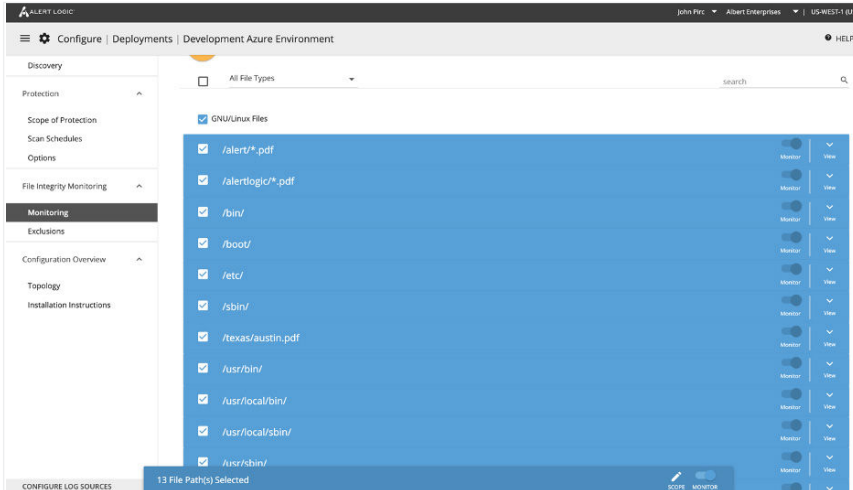 ALERT LOGIC
John Pirc Albert Enterprises | US-WEST-1 (U
Configure | Deployments | Development Azure Environment
HELP
Discovery
Protection
Scope of Protection
Scan Schedules
Options
File Integrity Monitoring
Monitoring
Exclusions
Configuration Overview
Topology
Installation Instructions
CONFIGURE LOG SOURCES
All File Types
search
GNU/Linux Files
/alert/*.pdf Monitor View
/alertlogic/*.pdf Monitor View
/bin/ Monitor View
/boot/ Monitor View
/etc/ Monitor View
/sbin/ Monitor View
/texas/austin.pdf Monitor View
/usr/bin/ Monitor View
/usr/local/bin/ Monitor View
/usr/local/sbin/ Monitor View
/usr/sbin/ Monitor View
13 File Path(s) Selected SCOPE MONITOR